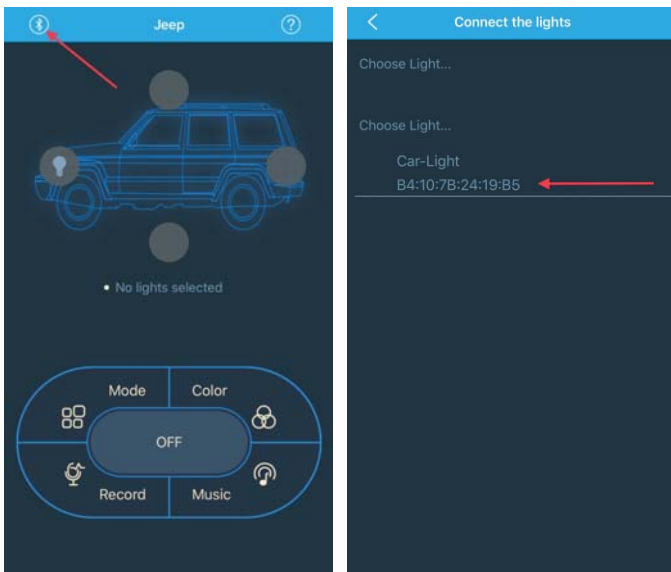 Jeep
?
No lights selected
Mode
Color
OFF
Record
Music
Connect the lights
Choose Light...
Choose Light...
Car-Light
B4:10:7B:24:19:B5